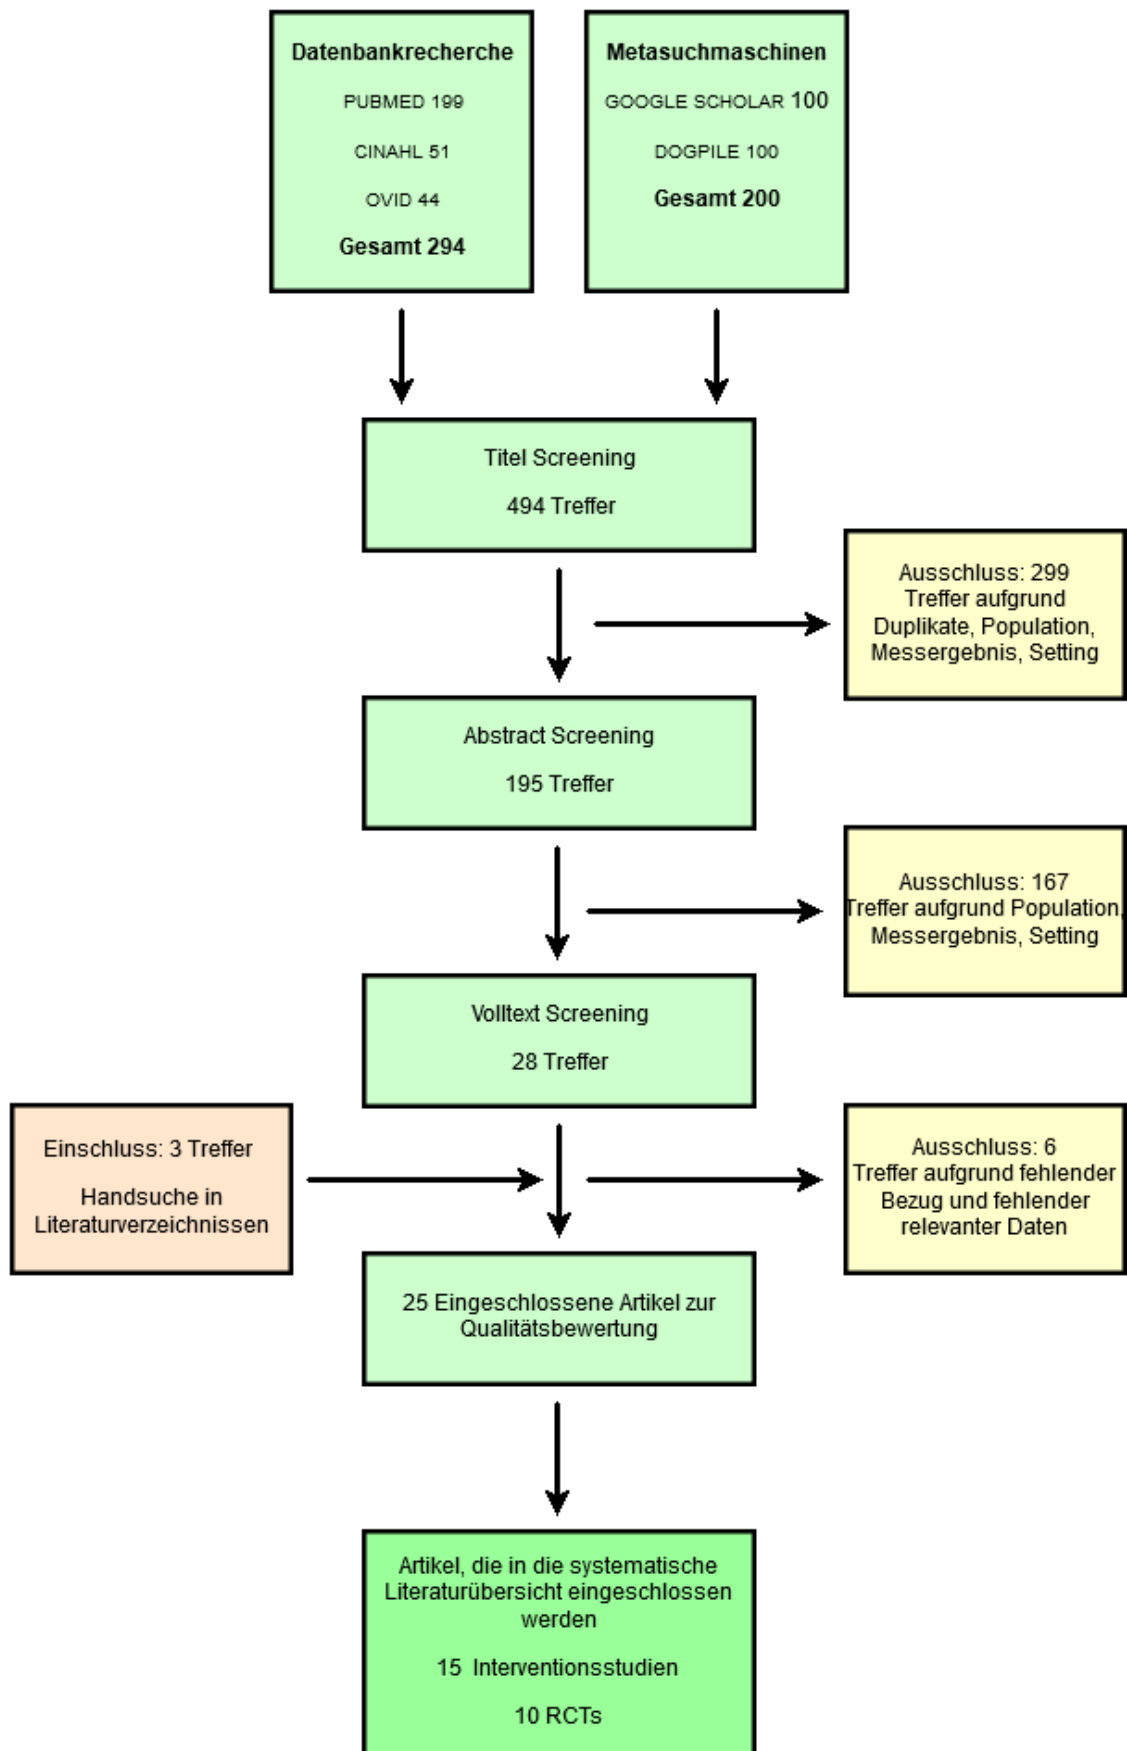 Datenbankrecherche
PUBMED 199
CINAHL 51
OVID 44
Gesamt 294
Metasuchmaschinen
GOOGLE SCHOLAR 100
DOGPILE 100
Gesamt 200
Titel Screening
494 Treffer
Ausschluss: 299
Treffer aufgrund
Duplikate, Population,
Messergebnis, Setting
Abstract Screening
195 Treffer
Ausschluss: 167
Treffer aufgrund Population,
Messergebnis, Setting
Volltext Screening
28 Treffer
Einschluss: 3 Treffer
Handsuche in
Literaturverzeichnissen
Ausschluss: 6
Treffer aufgrund fehlender
Bezug und fehlender
relevanter Daten
25 Eingeschlossene Artikel zur
Qualitätsbewertung
Artikel, die in die systematische
Literaturübersicht eingeschlossen
werden
15 Interventionsstudien
10 RCTs